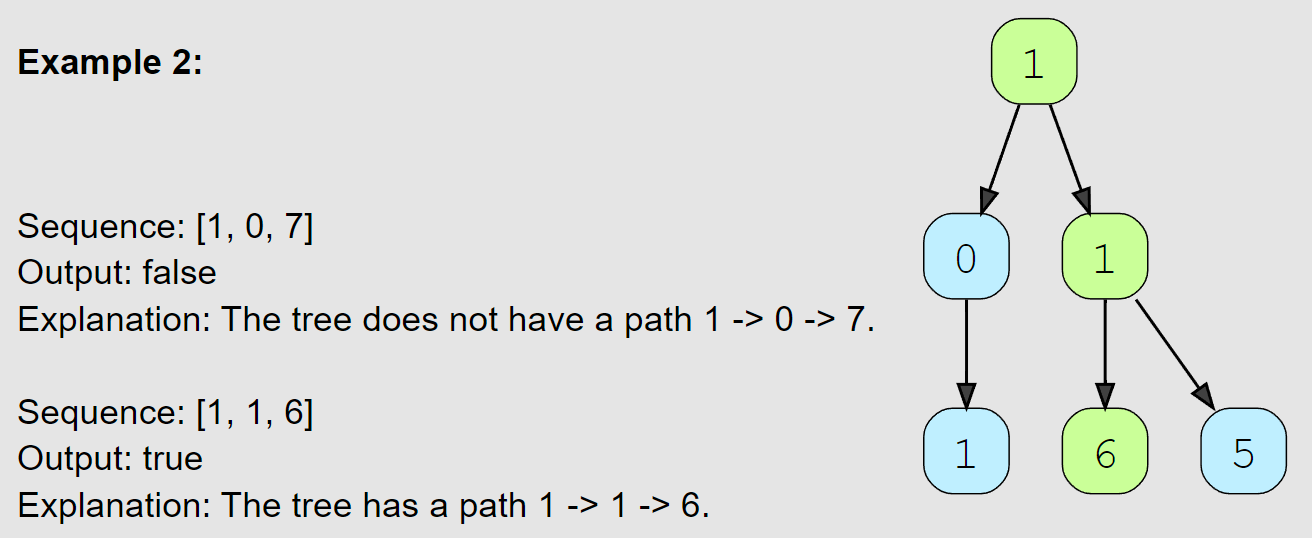 Example 2:
Sequence: [1, 0, 7]
Output: false
Explanation: The tree does not have a path 1 -> 0 -> 7.
Sequence: [1, 1, 6]
Output: true
Explanation: The tree has a path 1 -> 1 -> 6.
1
0 1
1 6 5